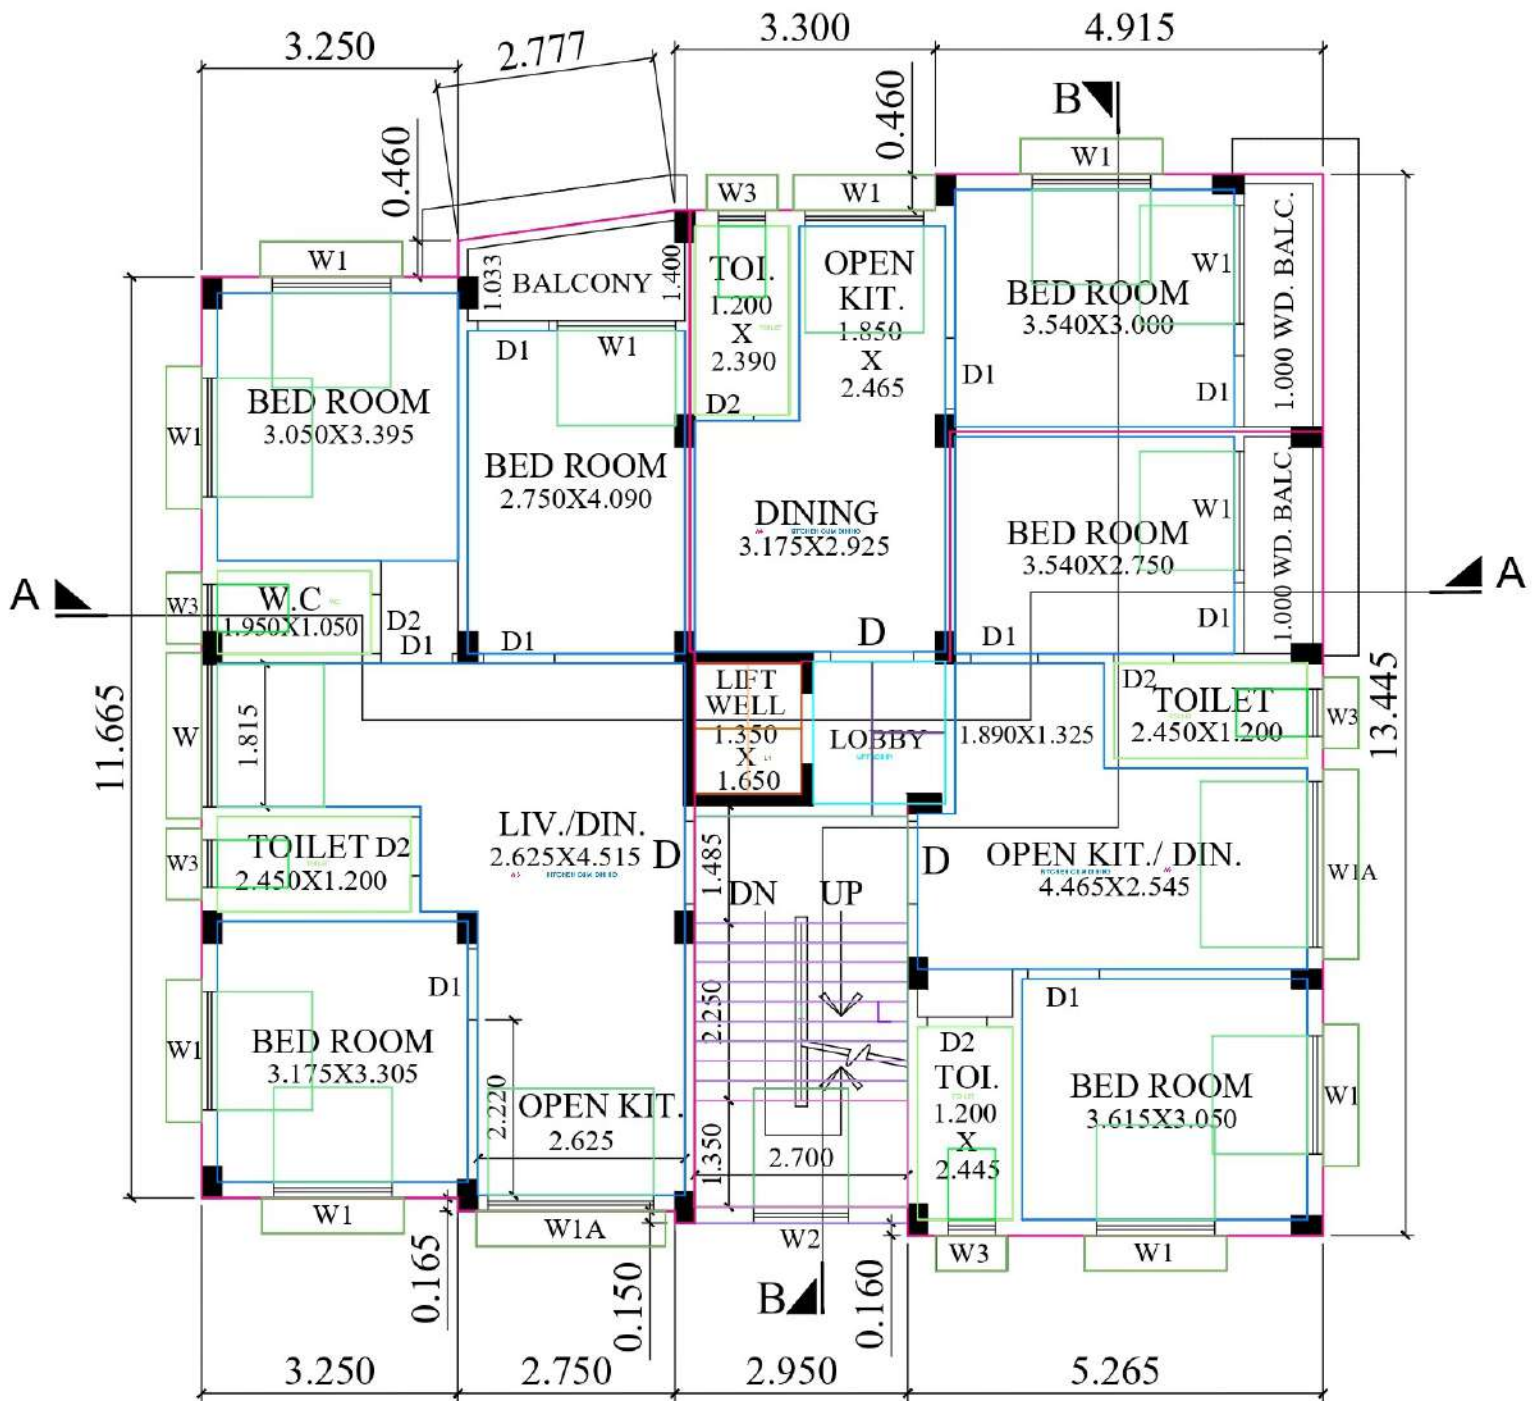 3.250
2.777
3.300
4.915
0.460
0.460
B
W1
W3
W1
W1
1.033
BALCONY
1.400
TOI.
1.200
X
2.390
OPEN
KIT.
1.850
X
2.465
BED ROOM
3.540X3.000
W1
1.000 WD. BALC.
D1
W1
D1
D1
D2
BED ROOM
3.050X3.395
W1
BED ROOM
2.750X4.090
DINING
KITCHEN CUM DINING
3.175X2.925
BED ROOM
3.540X2.750
W1
1.000 WD. BALC.
A
A
W3
W.C
1.950X1.050
D2
D1
D1
D
D1
D1
11.665
13.445
W
1.815
LIFT
WELL
1.350
X
1.650
LOBBY
1.890X1.325
D2
TOILET
2.450X1.200
W3
W3
TOILET
D2
2.450X1.200
LIV./DIN.
2.625X4.515
KITCHEN CUM DINING
D
1.485
D
OPEN KIT./ DIN.
KITCHEN CUM DINING
4.465X2.545
W1A
DN
UP
D1
D1
W1
BED ROOM
3.175X3.305
2.250
2.220
OPEN KIT.
2.625
1.350
2.700
D2
TOI.
1.200
X
2.445
BED ROOM
3.615X3.050
W1
W1
W1A
W2
W3
W1
0.165
0.150
B
0.160
3.250
2.750
2.950
5.265